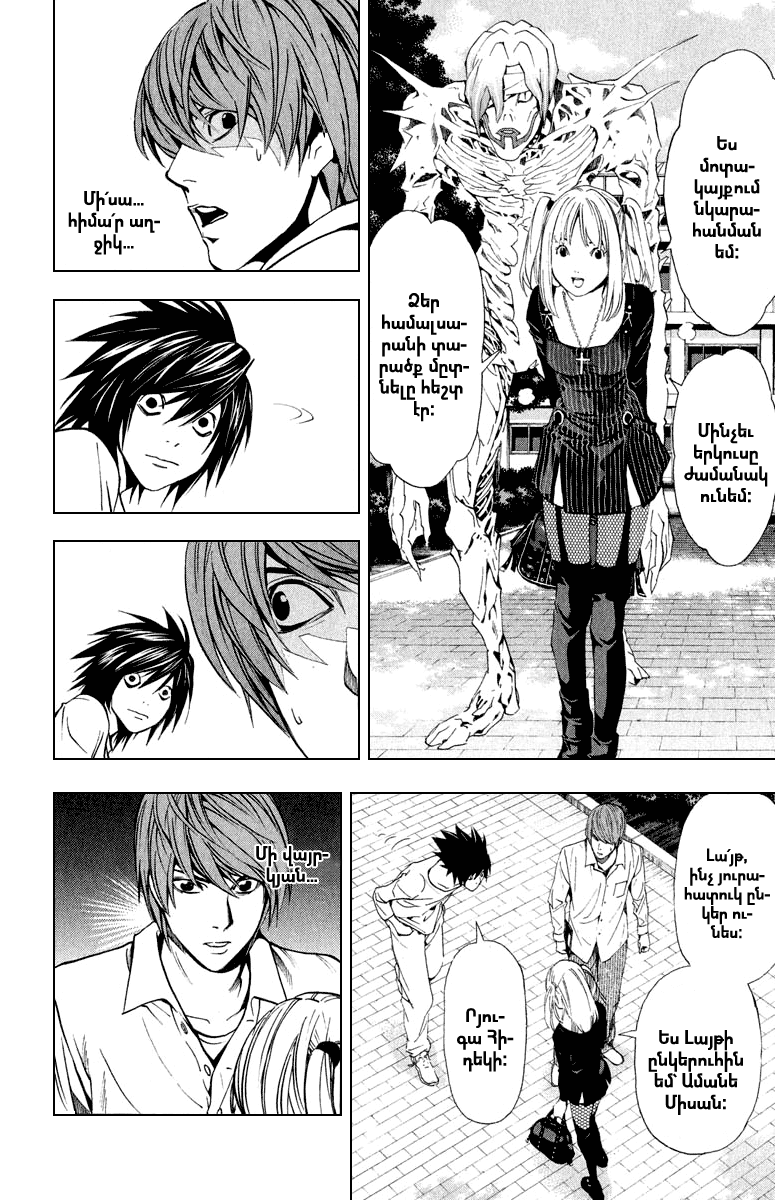 Ես
մոտա-
կայքում
նկարա-
հանման
եմ:
Մինչեւ
երկուսը
ժամանակ
ունեմ:
Ձեր
համալսա-
րանի տա-
րածք մըտ-
նելը հեշտ
էր:
Մի՛սա...
հիմա՛ր աղ-
ջիկ...
Լա՛յթ,
ինչ յուրա-
հատուկ ըն-
կեր ու-
նես:
Ես Լայթի
ընկերուհին
եմ՝ Ամանե
Միսան:
Րյու-
գա Հի-
դեկի:
Մի վայր-
կյան...